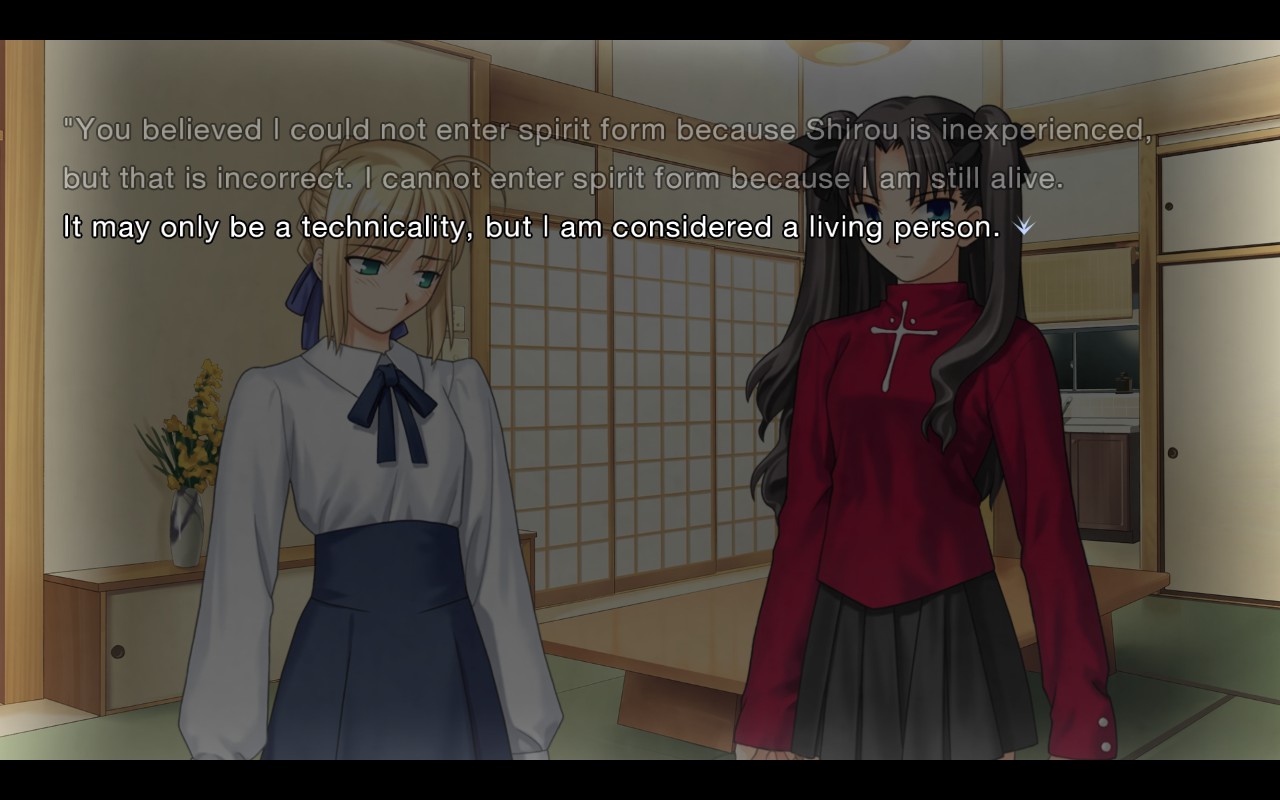 "You believed I could not enter spirit form because Shirou is inexperienced,
but that is incorrect. I cannot enter spirit form because I am still alive.
It may only be a technicality, but I am considered a living person.